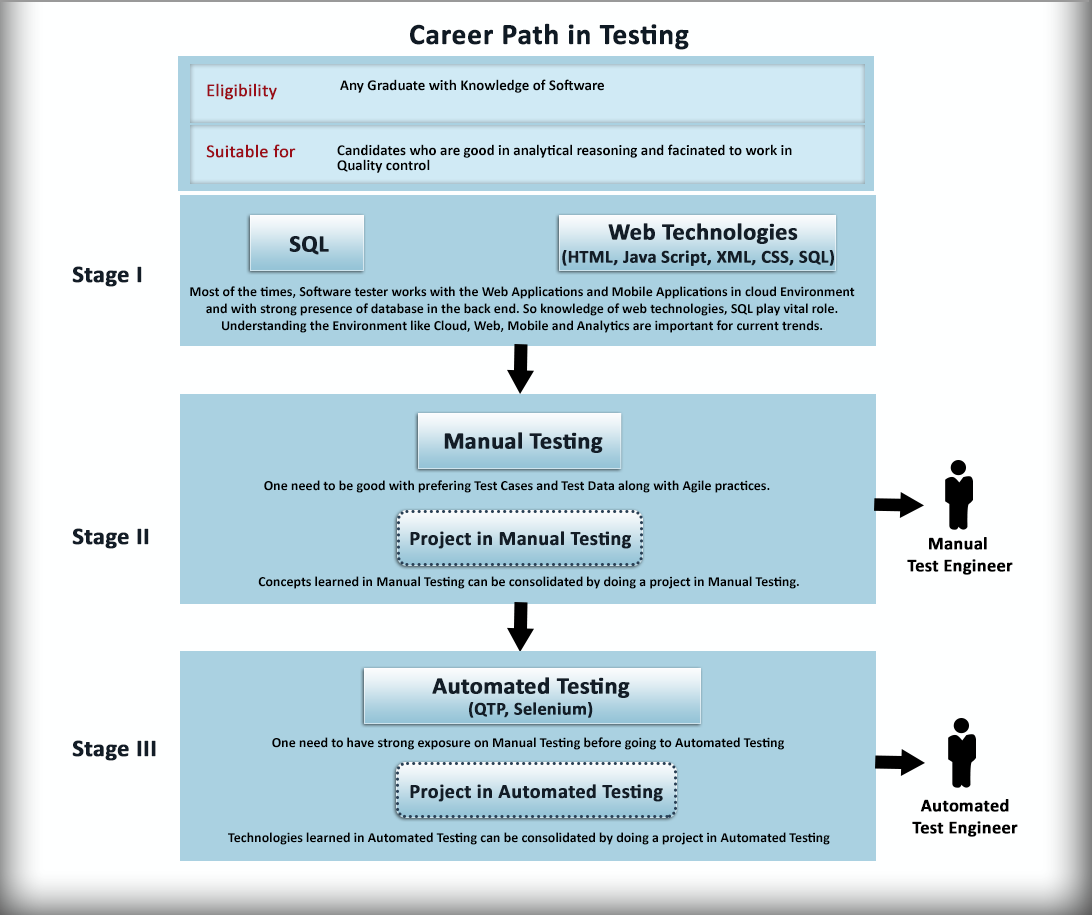 Career Path in Testing
Eligibility
Any Graduate with Knowledge of Software
Suitable for
Candidates who are good in analytical reasoning and facinated to work in
Quality control
Stage I
SQL
Web Technologies
(HTML, Java Script, XML, CSS, SQL)
Most of the times, Software tester works with the Web Applications and Mobile Applications in cloud Environment
and with strong presence of database in the back end. So knowledge of web technologies, SQL play vital role.
Understanding the Environment like Cloud, Web, Mobile and Analytics are important for current trends.
Stage II
Manual Testing
One need to be good with prefering Test Cases and Test Data along with Agile practices.
Project in Manual Testing
Concepts learned in Manual Testing can be consolidated by doing a project in Manual Testing.
Manual
Test Engineer
Stage III
Automated Testing
(QTP, Selenium)
One need to have strong exposure on Manual Testing before going to Automated Testing
Project in Automated Testing
Technologies learned in Automated Testing can be consolidated by doing a project in Automated Testing
Automated
Test Engineer